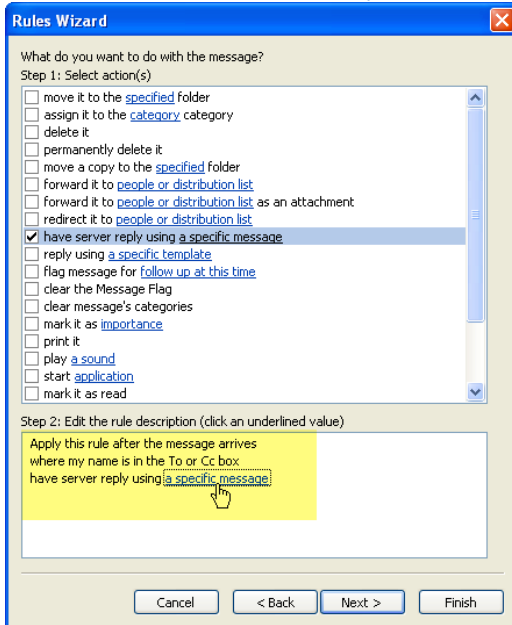 Rules Wizard
What do you want to do with the message?
Step 1: Select action(s)
move it to the specified folder
assign it to the category category
delete it
permanently delete it
move a copy to the specified folder
forward it to people or distribution list
forward it to people or distribution list as an attachment
redirect it to people or distribution list
have server reply using a specific message
reply using a specific template
flag message for follow up at this time
clear the Message Flag
clear message's categories
mark it as importance
print it
play a sound
start application
mark it as read
Step 2: Edit the rule description (click an underlined value)
Apply this rule after the message arrives
where my name is in the To or Cc box
have server reply using a specific message
Cancel < Back Next > Finish